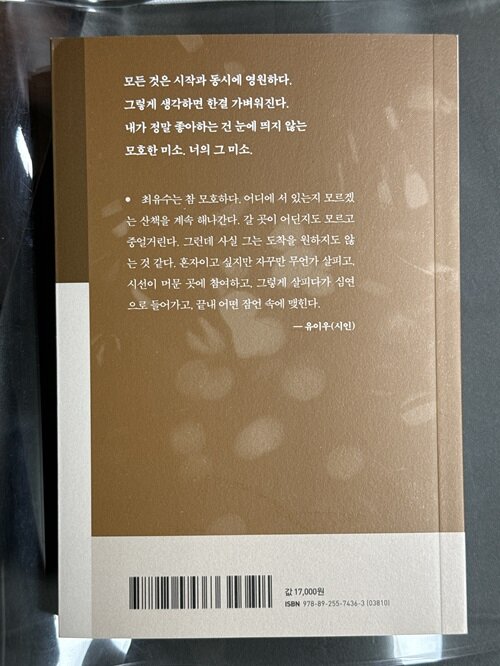 모든 것은 시작과 동시에 영원하다.
그렇게 생각하면 한결 가벼워진다.
내가 정말 좋아하는 건 눈에 띄지 않는
모호한 미소. 너의 그 미소.
• 최유수는 참 모호하다. 어디에 서 있는지 모르겠
는 산책을 계속 해나간다. 갈 곳이 어딘지도 모르고
중얼거린다. 그런데 사실 그는 도착을 원하지도 않
는 것 같다. 혼자이고 싶지만 자꾸만 무언가 살피고,
시선이 머문 곳에 참여하고, 그렇게 살피다가 심연
으로 들어가고, 끝내 어떤 잠언 속에 맺힌다.
— 유이우(시인)
값 17,000원
ISBN 978-89-255-7436-3 (03810)